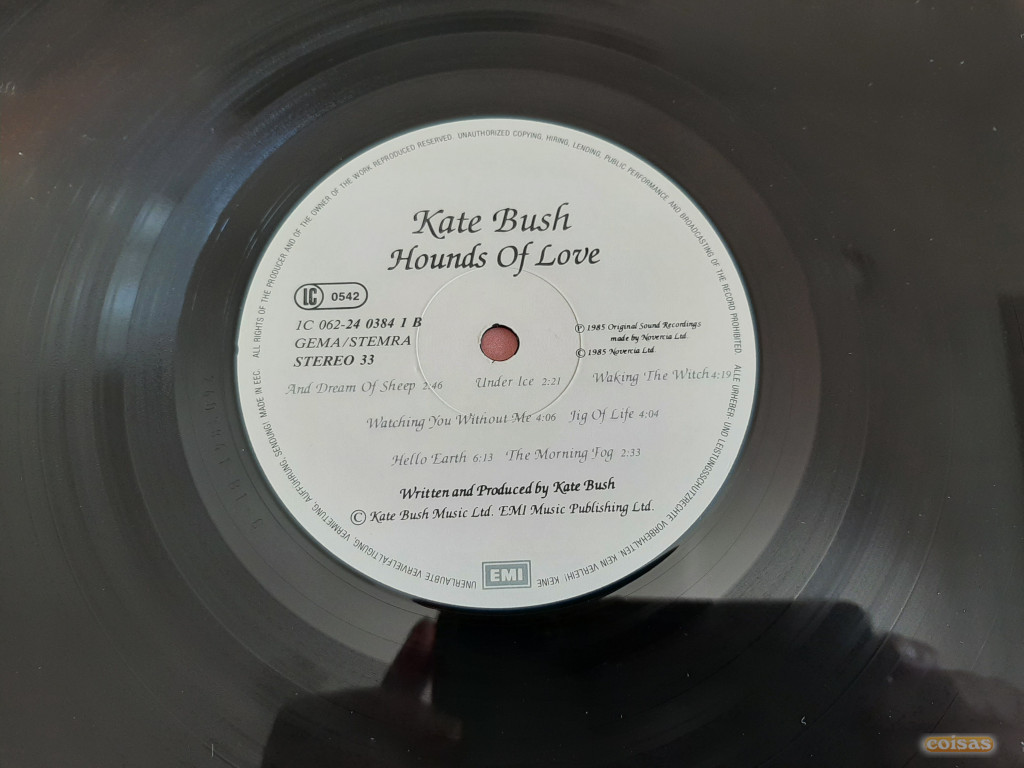 ALL RIGHTS OF THE PRODUCER AND OF THE OWNER OF THE WORK REPRODUCED RESERVED. UNAUTHORIZED COPYING, HIRING, LENDING, PUBLIC PERFORMANCE AND BROADCASTING OF THE RECORD PROHIBITED.
Kate Bush
Hounds Of Love
LC 0542
1C 062-24 0384 1 B
GEMA/STEMRA
STEREO 33
℗ 1985 Original Sound Recordings
made by Novercia Ltd.
© 1985 Novercia Ltd.
And Dream Of Sheep 2:46 Under Ice 2:21 Waking The Witch 4:19
Watching You Without Me 4:06 Jig Of Life 4:04
Hello Earth 6:13 The Morning Fog 2:33
Written and Produced by Kate Bush
© Kate Bush Music Ltd. EMI Music Publishing Ltd.
EMI
ALLE URHEBER- UND LEISTUNGSSCHUTZRECHTE VORBEHALTEN. KEIN VERLEIH! KEINE UNERLAUBTE VERVIELFÄLTIGUNG, VERMIETUNG, AUFFÜHRUNG, SENDUNG! MADE IN EEC.
coisas